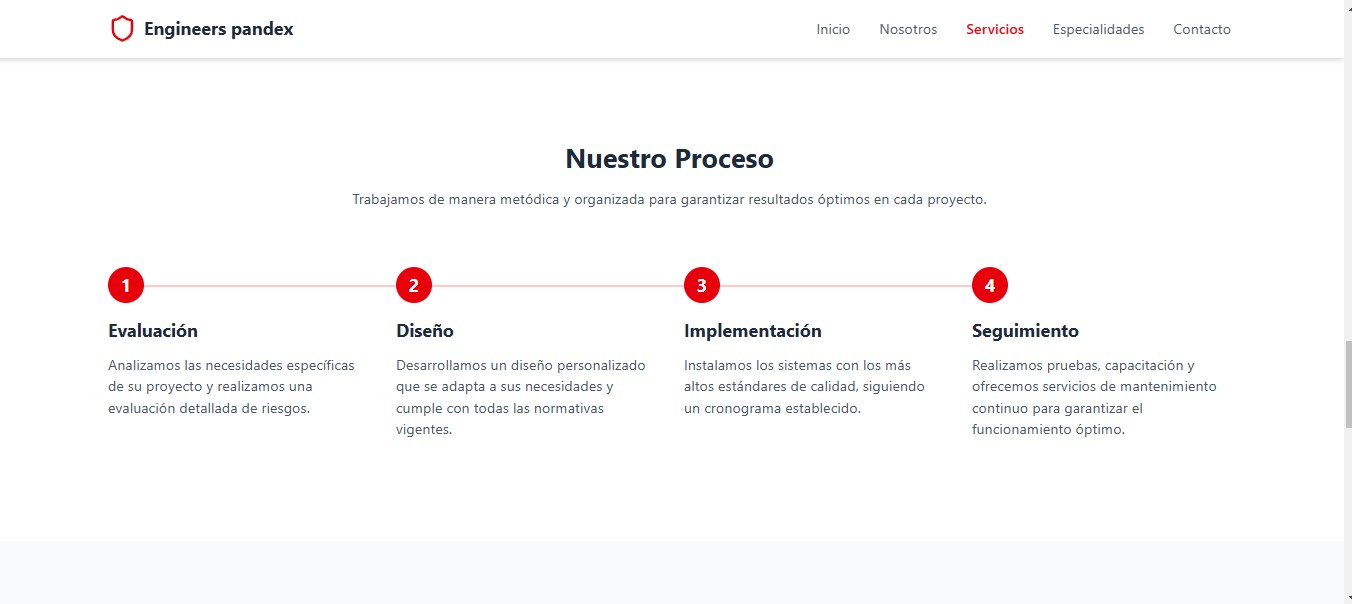 Engineers pandex
Inicio Nosotros Servicios Especialidades Contacto
Nuestro Proceso
Trabajamos de manera metódica y organizada para garantizar resultados óptimos en cada proyecto.
1
Evaluación
Analizamos las necesidades específicas
de su proyecto y realizamos una
evaluación detallada de riesgos.
2
Diseño
Desarrollamos un diseño personalizado
que se adapta a sus necesidades y
cumple con todas las normativas
vigentes.
3
Implementación
Instalamos los sistemas con los más
altos estándares de calidad, siguiendo
un cronograma establecido.
4
Seguimiento
Realizamos pruebas, capacitación y
ofrecemos servicios de mantenimiento
continuo para garantizar el
funcionamiento óptimo.